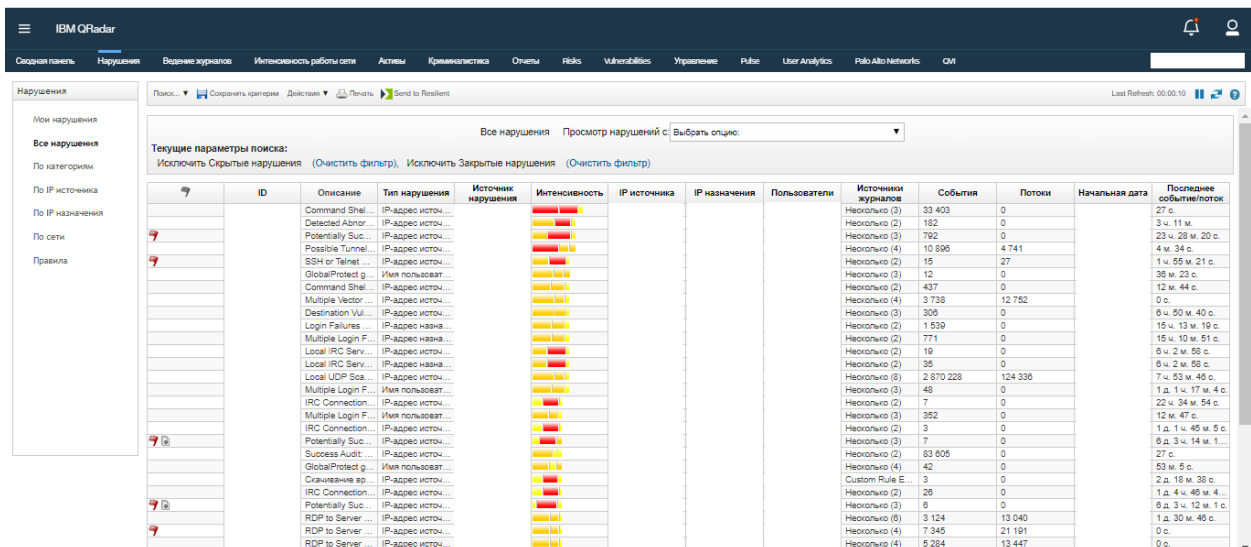 IBM QRadar
Сводная панель Нарушения Ведение журналов Интенсивность работы сети Активы Криминалистика Отчеты Risks Vulnerabilities Управление Pulse User Analytics Palo Alto Networks QVI
Нарушения
Поиск... Сохранить критерии Действия Печать Send to Resilient Last Refresh: 00:00:10
Мои нарушения
Все нарушения
По категориям
По IP источника
По IP назначения
По сети
Правила
Все нарушения Просмотр нарушений с: Выбрать опцию:
Текущие параметры поиска:
Исключить Скрытые нарушения (Очистить фильтр), Исключить Закрытые нарушения (Очистить фильтр)
ID Описание Тип нарушения Источник нарушения Интенсивность IP источника IP назначения Пользователи Источники журналов События Потоки Начальная дата Последнее событие/поток
Command Shel... IP-адрес источ... Несколько (3) 33 403 0 27 с.
Detected Abnor... IP-адрес источ... Несколько (2) 182 0 3 ч. 11 м.
Potentially Suc... IP-адрес источ... Несколько (3) 792 0 23 ч. 28 м. 20 с.
Possible Tunnel... IP-адрес источ... Несколько (4) 10 896 4 741 4 м. 34 с.
SSH or Telnet ... IP-адрес источ... Несколько (2) 15 27 1 ч. 55 м. 21 с.
GlobalProtect g... Имя пользоват... Несколько (3) 12 0 36 м. 23 с.
Command Shel... IP-адрес источ... Несколько (2) 437 0 12 м. 44 с.
Multiple Vector ... IP-адрес источ... Несколько (4) 3 738 12 752 0 с.
Destination Vul... IP-адрес источ... Несколько (3) 306 0 6 ч. 50 м. 40 с.
Login Failures ... IP-адрес назна... Несколько (2) 1 539 0 15 ч. 13 м. 19 с.
Multiple Login F... IP-адрес назна... Несколько (2) 771 0 15 ч. 10 м. 51 с.
Local IRC Serv... IP-адрес источ... Несколько (2) 19 0 6 ч. 2 м. 58 с.
Local IRC Serv... IP-адрес назна... Несколько (2) 35 0 6 ч. 2 м. 58 с.
Local UDP Sca... IP-адрес источ... Несколько (8) 2 870 228 124 336 7 ч. 53 м. 46 с.
Multiple Login F... Имя пользоват... Несколько (3) 48 0 1 д. 1 ч. 17 м. 4 с.
IRC Connection... IP-адрес источ... Несколько (2) 7 0 22 ч. 34 м. 54 с.
Multiple Login F... Имя пользоват... Несколько (3) 352 0 12 м. 47 с.
IRC Connection... IP-адрес источ... Несколько (2) 3 0 1 д. 1 ч. 45 м. 5 с.
Potentially Suc... IP-адрес источ... Несколько (3) 7 0 6 д. 3 ч. 14 м. 1...
Success Audit: ... IP-адрес источ... Несколько (2) 83 605 0 27 с.
GlobalProtect g... Имя пользоват... Несколько (4) 42 0 53 м. 5 с.
Скачивание вр... IP-адрес источ... Custom Rule E... 3 0 2 д. 18 м. 38 с.
IRC Connection... IP-адрес источ... Несколько (2) 26 0 1 д. 4 ч. 46 м. 4...
Potentially Suc... IP-адрес источ... Несколько (3) 6 0 6 д. 3 ч. 12 м. 1 с.
RDP to Server ... IP-адрес источ... Несколько (6) 3 124 13 040 1 д. 30 м. 46 с.
RDP to Server ... IP-адрес источ... Несколько (4) 7 345 21 191 0 с.
RDP to Server ... IP-адрес источ... Несколько (4) 5 284 13 447 0 с.